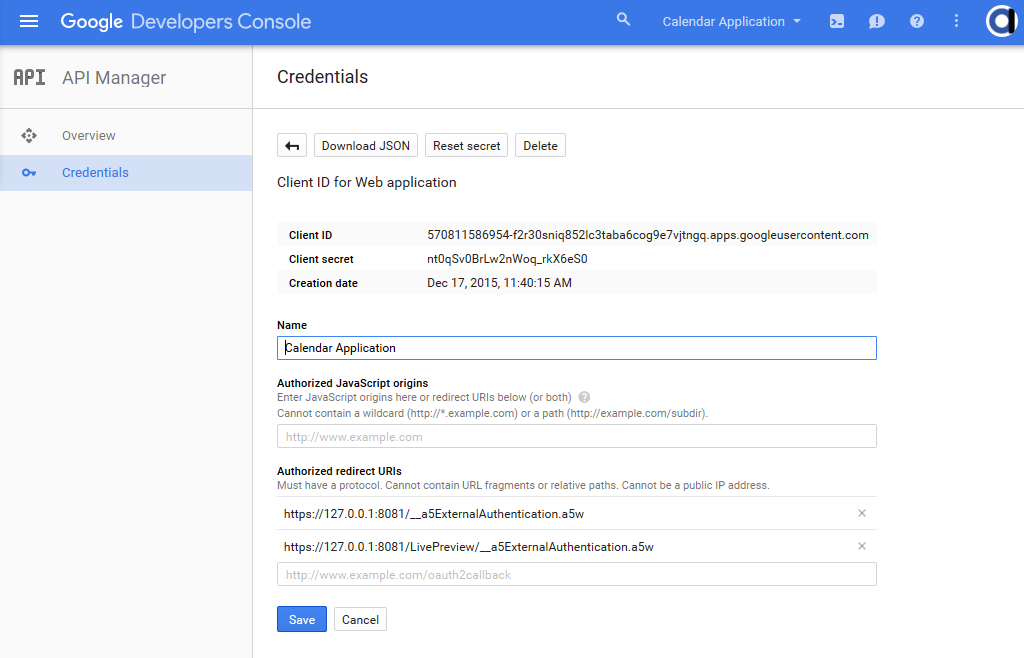 Google Developers Console
Calendar Application
API API Manager
Credentials
Overview
Credentials
Download JSON Reset secret Delete
Client ID for Web application
Client ID 570811586954-f2r30sniq852lc3taba6cog9e7vjtngq.apps.googleusercontent.com
Client secret nt0qSv0BrLw2nWoq_rkX6eS0
Creation date Dec 17, 2015, 11:40:15 AM
Name
Calendar Application
Authorized JavaScript origins
Enter JavaScript origins here or redirect URIs below (or both) ?
Cannot contain a wildcard (http://*.example.com) or a path (http://example.com/subdir).
http://www.example.com
Authorized redirect URIs
Must have a protocol. Cannot contain URL fragments or relative paths. Cannot be a public IP address.
https://127.0.0.1:8081/__a5ExternalAuthentication.a5w
https://127.0.0.1:8081/LivePreview/__a5ExternalAuthentication.a5w
http://www.example.com/oauth2callback
Save Cancel